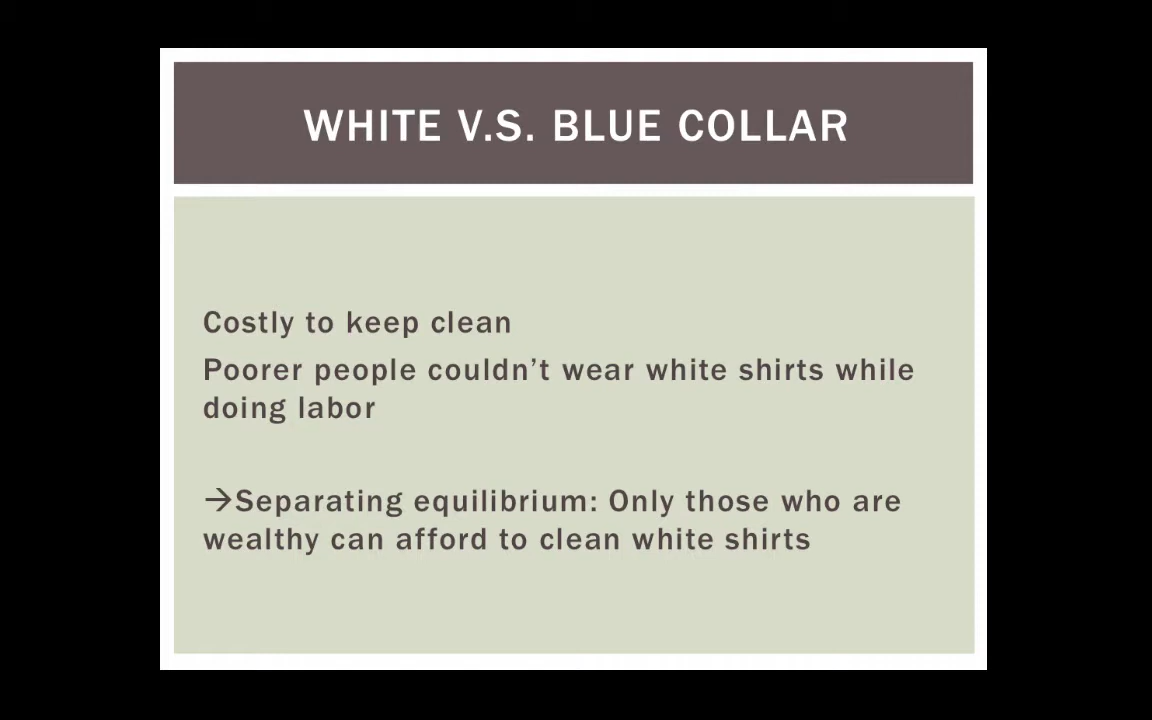 WHITE V.S. BLUE COLLAR
Costly to keep clean
Poorer people couldn’t wear white shirts while
doing labor
→Separating equilibrium: Only those who are
wealthy can afford to clean white shirts